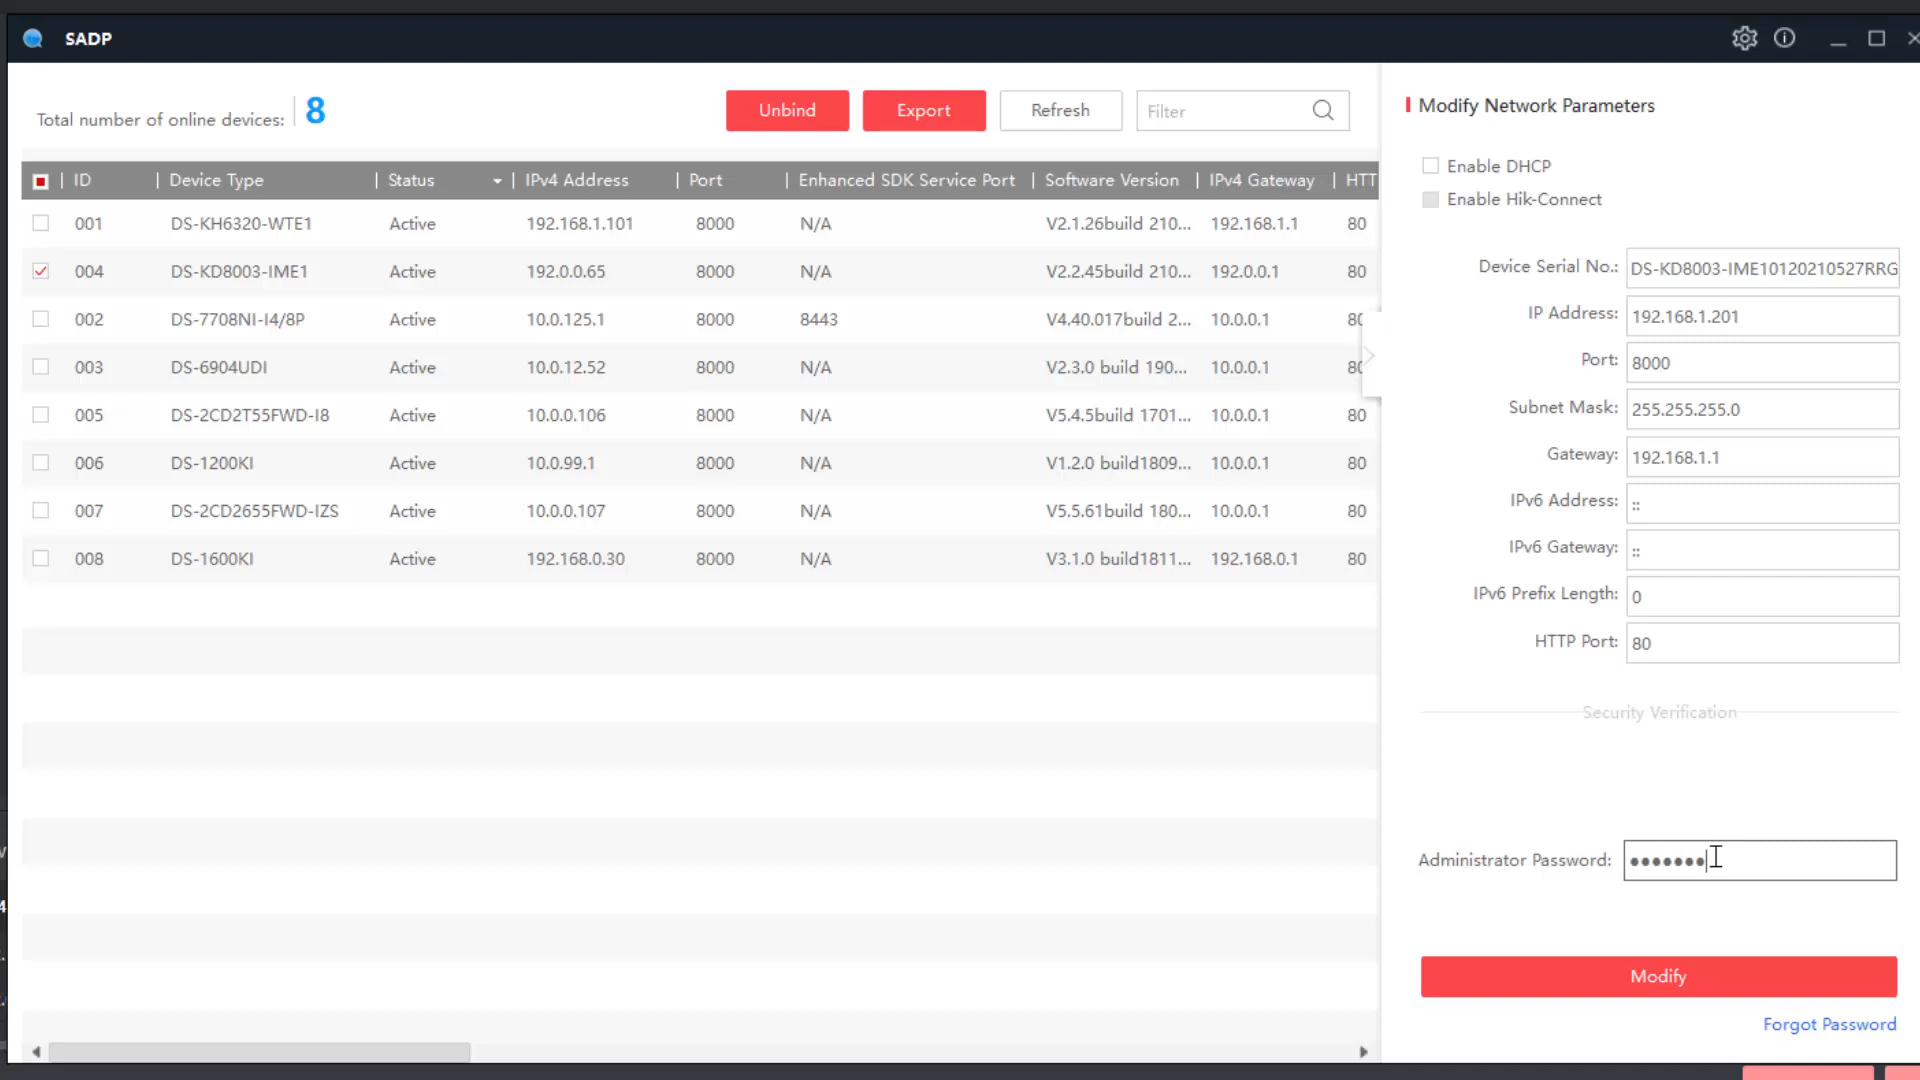 SADP
Total number of online devices: 8
Unbind
Export
Refresh
Filter
ID | Device Type | Status | IPv4 Address | Port | Enhanced SDK Service Port | Software Version | IPv4 Gateway | HTT
001 DS-KH6320-WTE1 Active 192.168.1.101 8000 N/A V2.1.26build 210... 192.168.1.1 80
004 DS-KD8003-IME1 Active 192.0.0.65 8000 N/A V2.2.45build 210... 192.0.0.1 80
002 DS-7708NI-I4/8P Active 10.0.125.1 8000 8443 V4.40.017build 2... 10.0.0.1 80
003 DS-6904UDI Active 10.0.12.52 8000 N/A V2.3.0 build 190... 10.0.0.1 80
005 DS-2CD2T55FWD-I8 Active 10.0.0.106 8000 N/A V5.4.5build 1701... 10.0.0.1 80
006 DS-1200KI Active 10.0.99.1 8000 N/A V1.2.0 build1809... 10.0.0.1 80
007 DS-2CD2655FWD-IZS Active 10.0.0.107 8000 N/A V5.5.61build 180... 10.0.0.1 80
008 DS-1600KI Active 192.168.0.30 8000 N/A V3.1.0 build1811... 192.168.0.1 80
Modify Network Parameters
Enable DHCP
Enable Hik-Connect
Device Serial No.: DS-KD8003-IME10120210527RRG
IP Address: 192.168.1.201
Port: 8000
Subnet Mask: 255.255.255.0
Gateway: 192.168.1.1
IPv6 Address: ::
IPv6 Gateway: ::
IPv6 Prefix Length: 0
HTTP Port: 80
Security Verification
Administrator Password: ●●●●●●●
Modify
Forgot Password